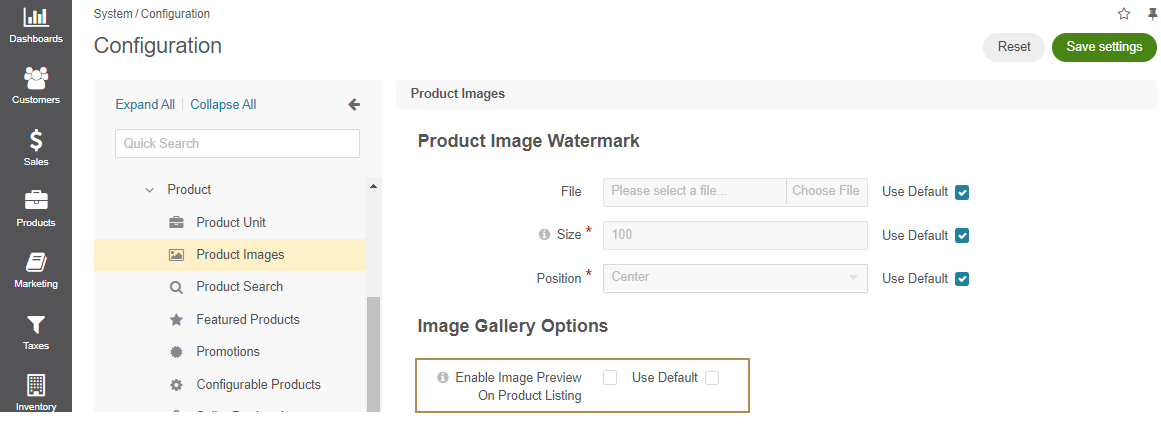 Dashboards
Customers
Sales
Products
Marketing
Taxes
Inventory
System / Configuration
Configuration
Reset
Save settings
Expand All | Collapse All
Quick Search
Product
Product Unit
Product Images
Product Search
Featured Products
Promotions
Configurable Products
Product Images
Product Image Watermark
File Please select a file... Choose File Use Default
Size * 100 Use Default
Position * Center Use Default
Image Gallery Options
Enable Image Preview Use Default
On Product Listing